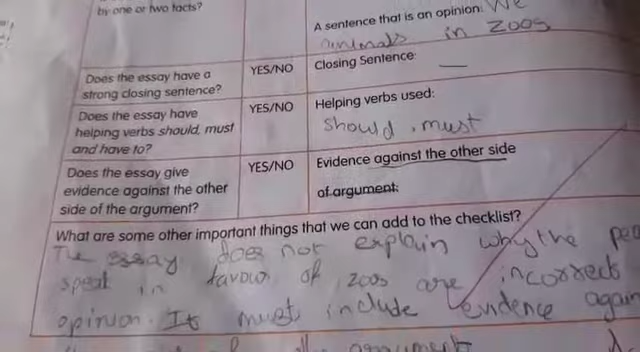 by one or two facts?
A sentence that is an opinion: We
animals in zoos
Does the essay have a
strong closing sentence?
YES/NO
Closing Sentence:
Does the essay have
helping verbs should, must
and have to?
YES/NO
Helping verbs used:
should, must
Does the essay give
evidence against the other
side of the argument?
YES/NO
Evidence against the other side
of argument:
What are some other important things that we can add to the checklist?
The essay does not explain why the peo
speak in favour of zoos are incorrect
opinion. It must include evidence again
the argument